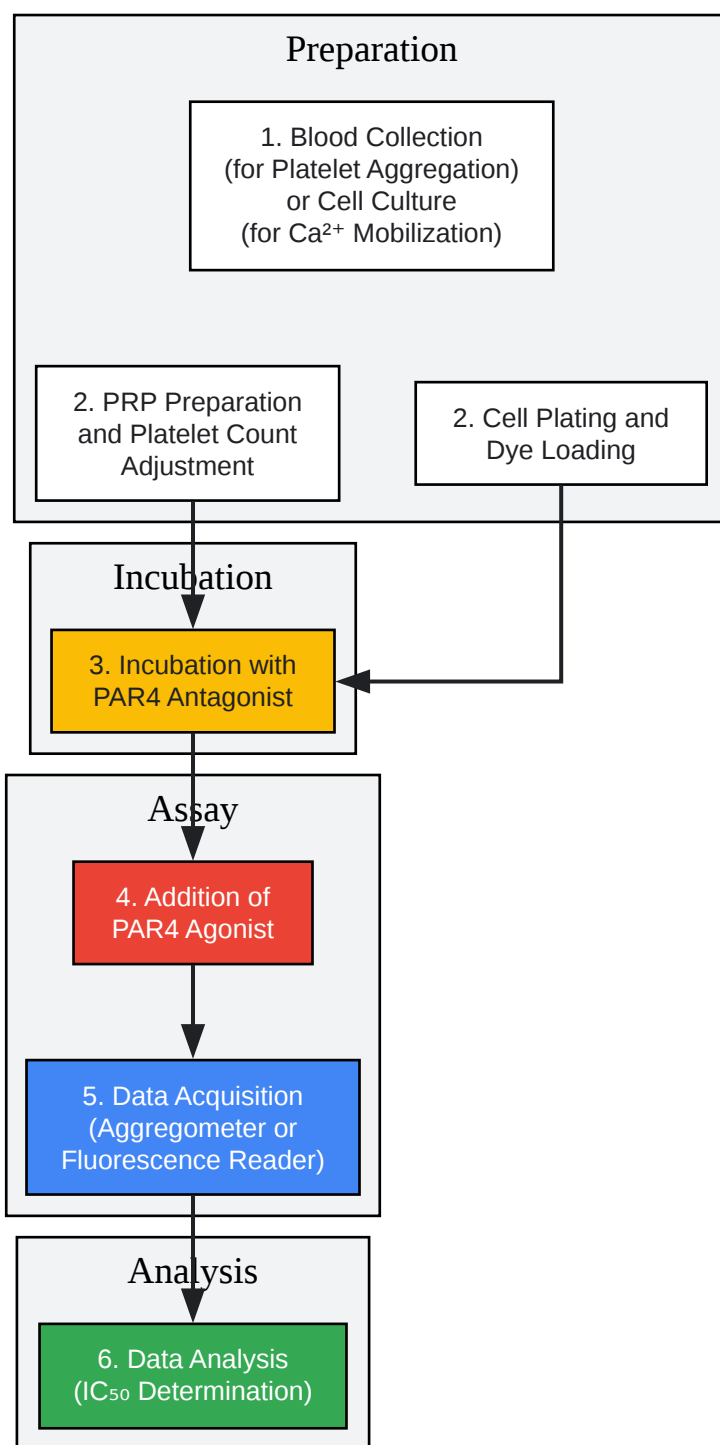 Preparation
1. Blood Collection
(for Platelet Aggregation)
or Cell Culture
(for Ca²⁺ Mobilization)
2. PRP Preparation
and Platelet Count
Adjustment
2. Cell Plating and
Dye Loading
Incubation
3. Incubation with
PAR4 Antagonist
Assay
4. Addition of
PAR4 Agonist
5. Data Acquisition
(Aggregometer or
Fluorescence Reader)
Analysis
6. Data Analysis
(IC₅₀ Determination)